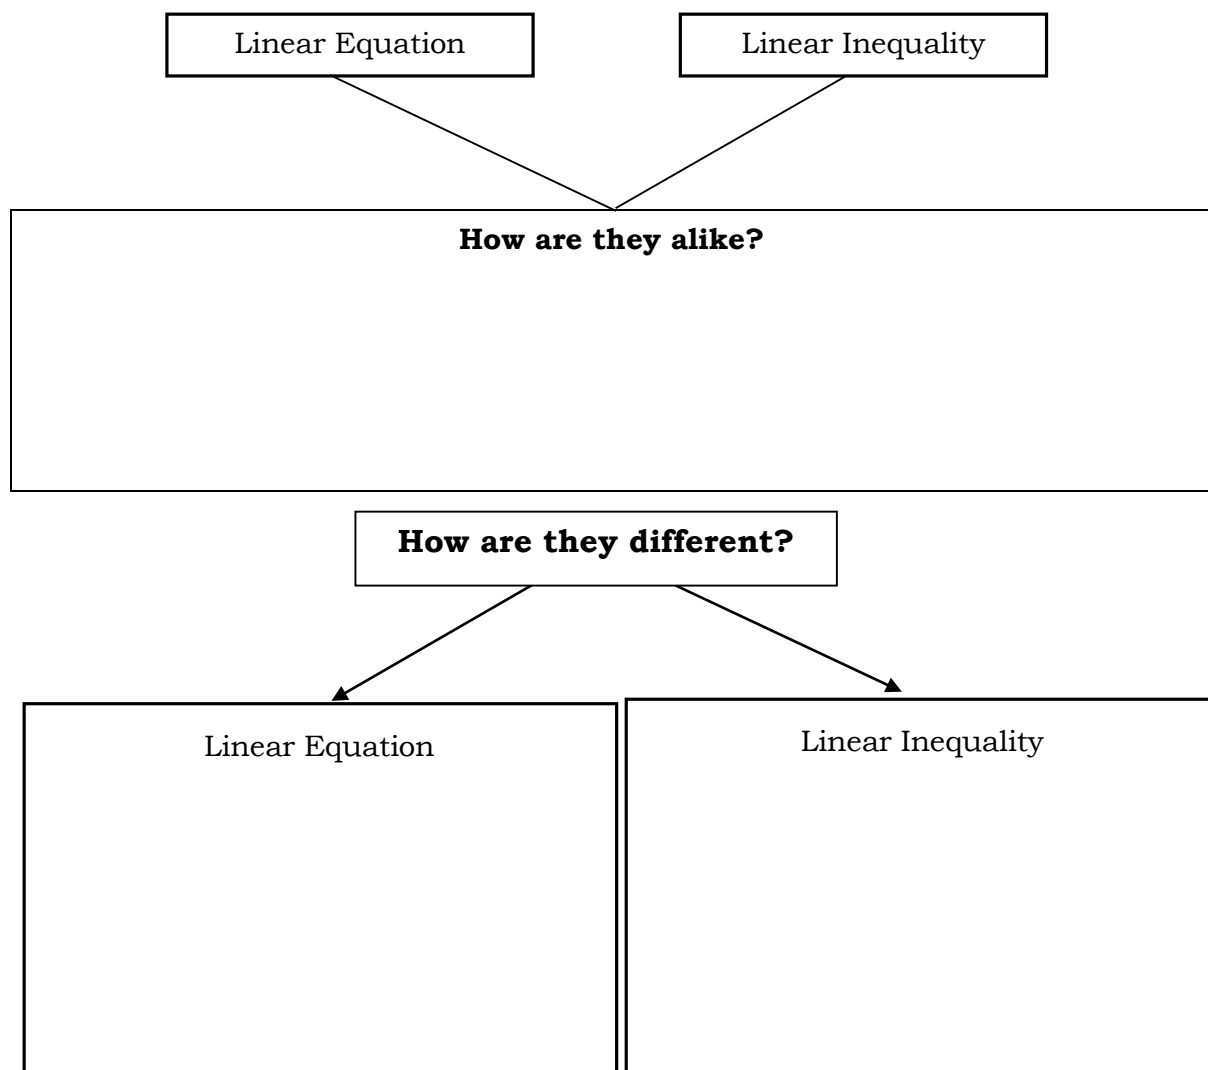 Linear Equation
Linear Inequality
How are they alike?
How are they different?
Linear Equation
Linear Inequality